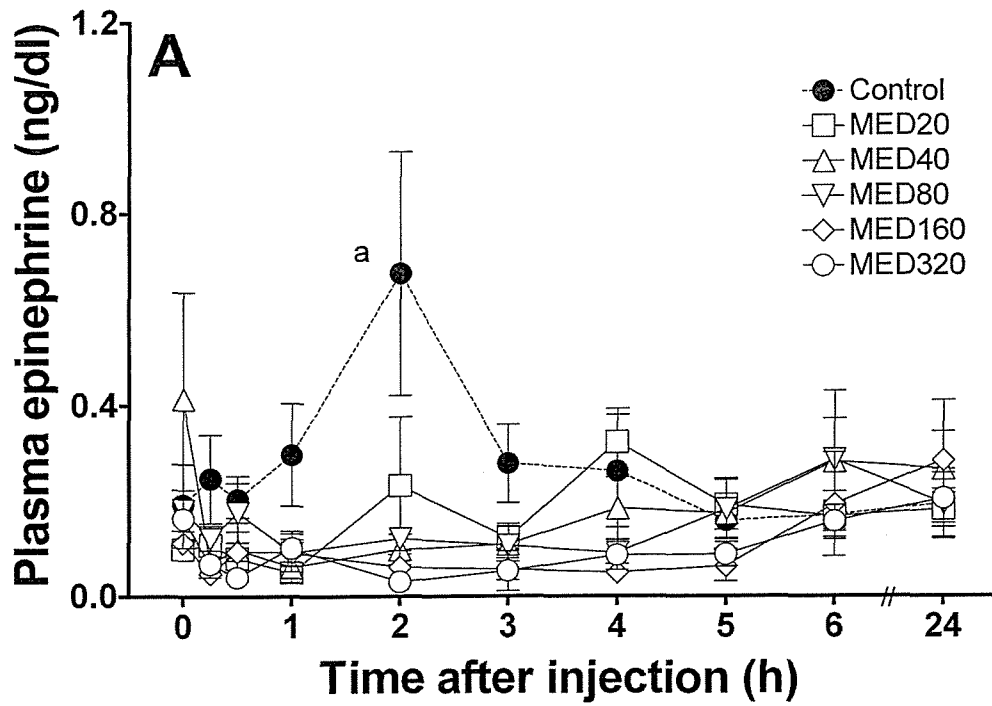 A
Plasma epinephrine (ng/dl)
1.2
0.8
0.4
0.0
a
Control
MED20
MED40
MED80
MED160
MED320
0 1 2 3 4 5 6 // 24
Time after injection (h)